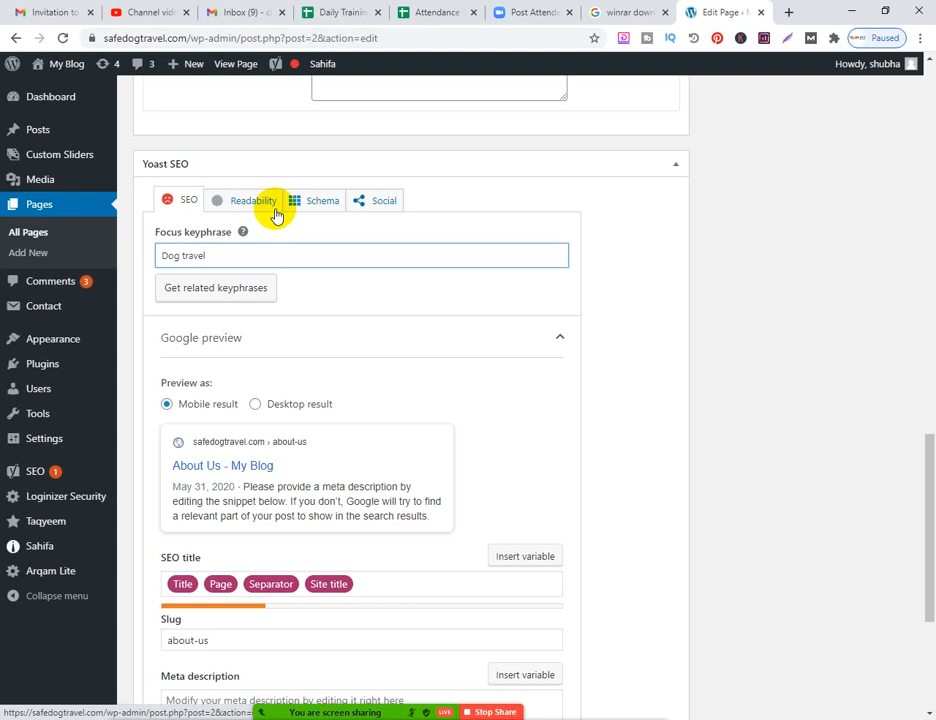 Invitation to
Channel vide
Inbox (9) - cl
Daily Training
Attendance
Post Attende
winrar down
Edit Page ‹ M
safedogtravel.com/wp-admin/post.php?post=2&action=edit
Paused
My Blog
4
3
New
View Page
Sahifa
Howdy, shubha
Dashboard
Posts
Custom Sliders
Media
Pages
All Pages
Add New
Comments 3
Contact
Appearance
Plugins
Users
Tools
Settings
SEO 1
Loginizer Security
Taqyeem
Sahifa
Arqam Lite
Collapse menu
Yoast SEO
SEO
Readability
Schema
Social
Focus keyphrase
Dog travel
Get related keyphrases
Google preview
Preview as:
Mobile result
Desktop result
safedogtravel.com › about-us
About Us - My Blog
May 31, 2020 · Please provide a meta description by
editing the snippet below. If you don't, Google will try to find
a relevant part of your post to show in the search results.
SEO title
Insert variable
Title Page Separator Site title
Slug
about-us
Meta description
Insert variable
Modify your meta description by editing it right here
https://safedogtravel.com/wp-admin/post.php?post=2&action=
You are screen sharing
LIVE
Stop Share